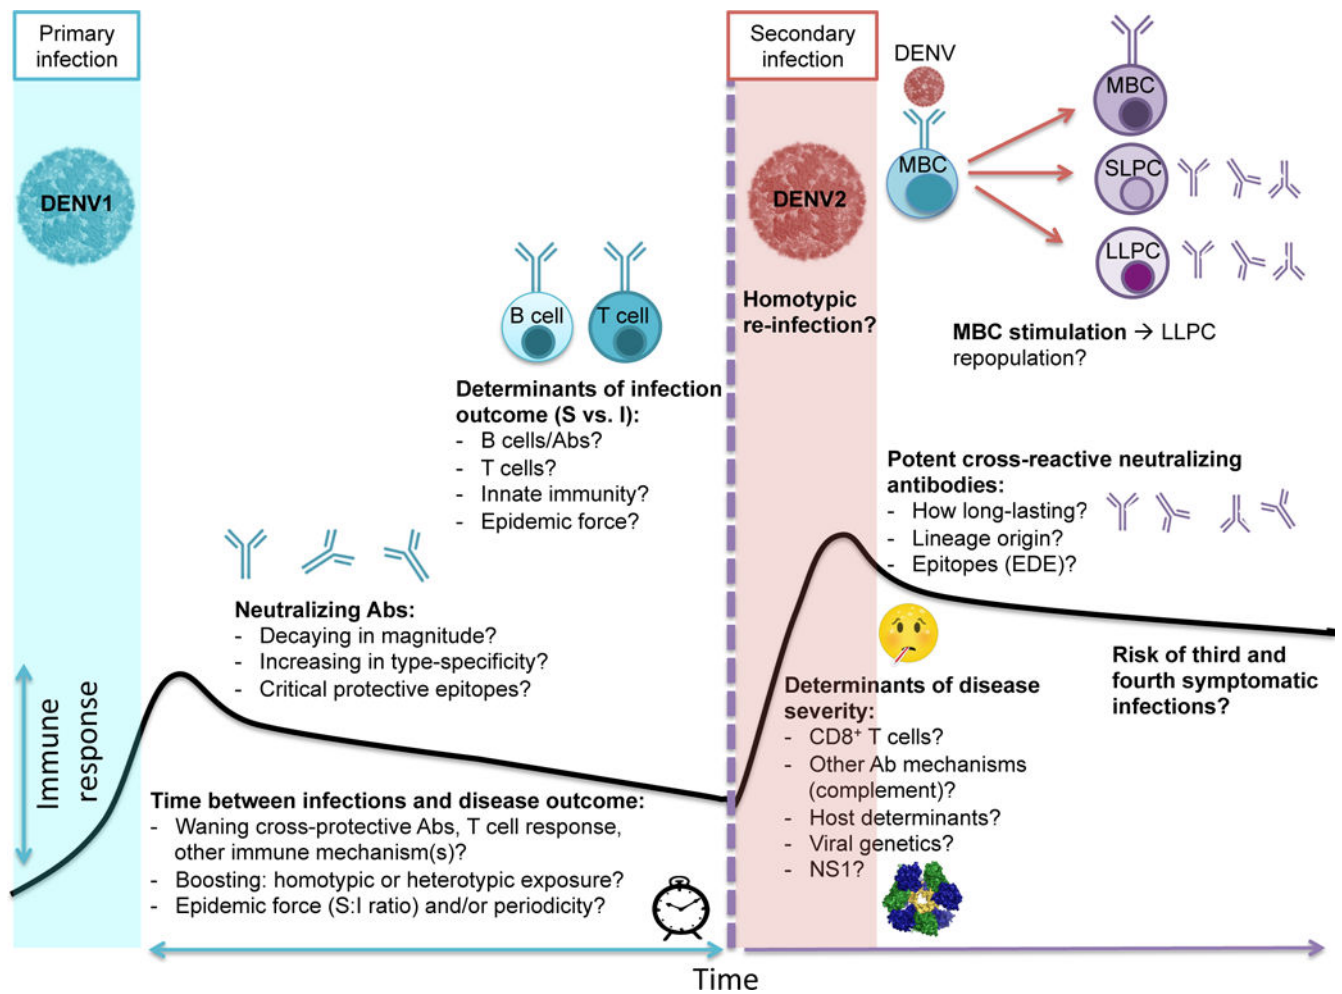 Primary
infection
DENV1
B cell
T cell
Determinants of infection
outcome (S vs. I):
- B cells/Abs?
- T cells?
- Innate immunity?
- Epidemic force?
Neutralizing Abs:
- Decaying in magnitude?
- Increasing in type-specificity?
- Critical protective epitopes?
Immune
response
Time between infections and disease outcome:
- Waning cross-protective Abs, T cell response,
other immune mechanism(s)?
- Boosting: homotypic or heterotypic exposure?
- Epidemic force (S:I ratio) and/or periodicity?
Secondary
infection
DENV2
Homotypic
re-infection?
DENV
MBC
MBC
SLPC
LLPC
MBC stimulation → LLPC
repopulation?
Potent cross-reactive neutralizing
antibodies:
- How long-lasting?
- Lineage origin?
- Epitopes (EDE)?
Determinants of disease
severity:
- CD8⁺ T cells?
- Other Ab mechanisms
(complement)?
- Host determinants?
- Viral genetics?
- NS1?
Risk of third and
fourth symptomatic
infections?
Time